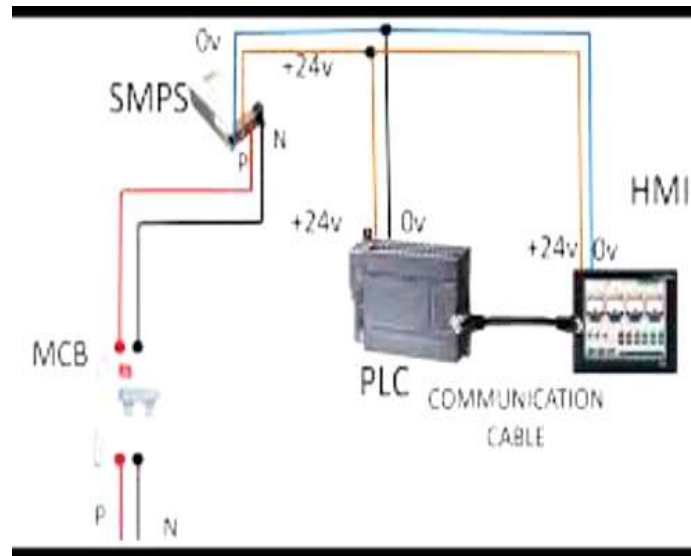 0v
+24v
SMPS
P
N
HMI
+24v
0v
+24v
0v
MCB
PLC
COMMUNICATION
CABLE
P
N